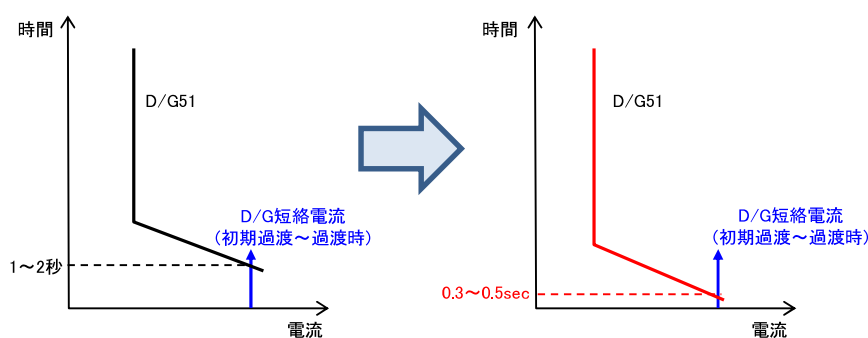 時間
D/G51
D/G短絡電流
(初期過渡～過渡時)
1～2秒
電流
時間
D/G51
D/G短絡電流
(初期過渡～過渡時)
0.3～0.5sec
電流